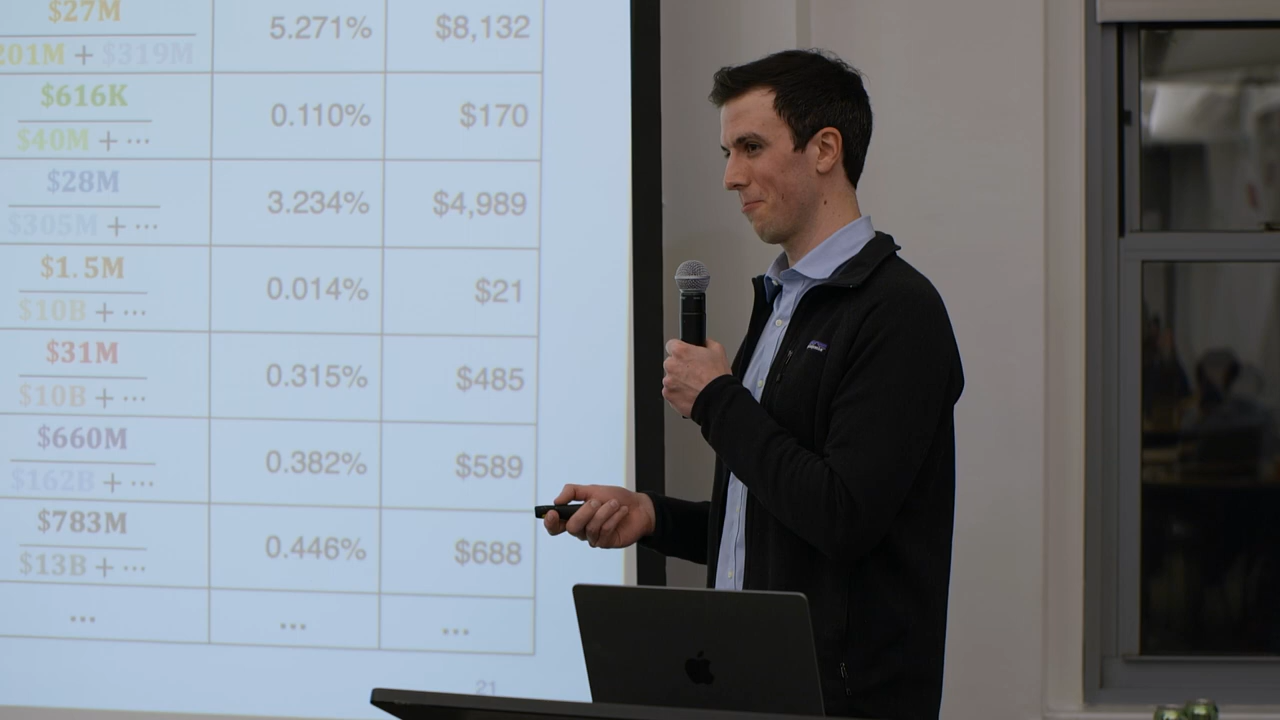 $27M 5.271% $8,132
201M + $319M
$616K 0.110% $170
$40M + ...
$28M 3.234% $4,989
$305M + ...
$1.5M 0.014% $21
$10B + ...
$31M 0.315% $485
$10B + ...
$660M 0.382% $589
$162B + ...
$783M 0.446% $688
$13B + ...
... ... ...
21